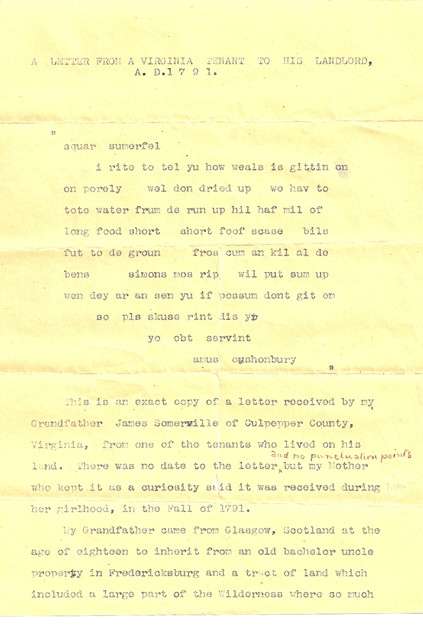 A LETTER FROM A VIRGINIA TENANT TO HIS LANDLORD,
A. D.1791.
"
squar sumerfel
i rite to tel yu how weals is gittin on
on porely wel don dried up we hav to
tote water frum de run up hil haf mil of
long food short short foof scase bils
fut to de groun fros cum an kil al de
bens simons mos rip wil put sum up
wen dey ar an sen yu if possum dont git em
so pls skuse rint dis yr
yo obt servint
amus cushonbury
"
This is an exact copy of a letter received by my
Grandfather James Somerville of Culpepper County,
Virginia, from one of the tenants who lived on his
and no punctuation points
land. There was no date to the letter, but my Mother
who kept it as a curiosity said it was received during
her girlhood, in the Fall of 1791.
My Grandfather came from Glasgow, Scotland at the
age of eighteen to inherit from an old bachelor uncle
property in Fredericksburg and a tract of land which
included a large part of the Wilderness where so much